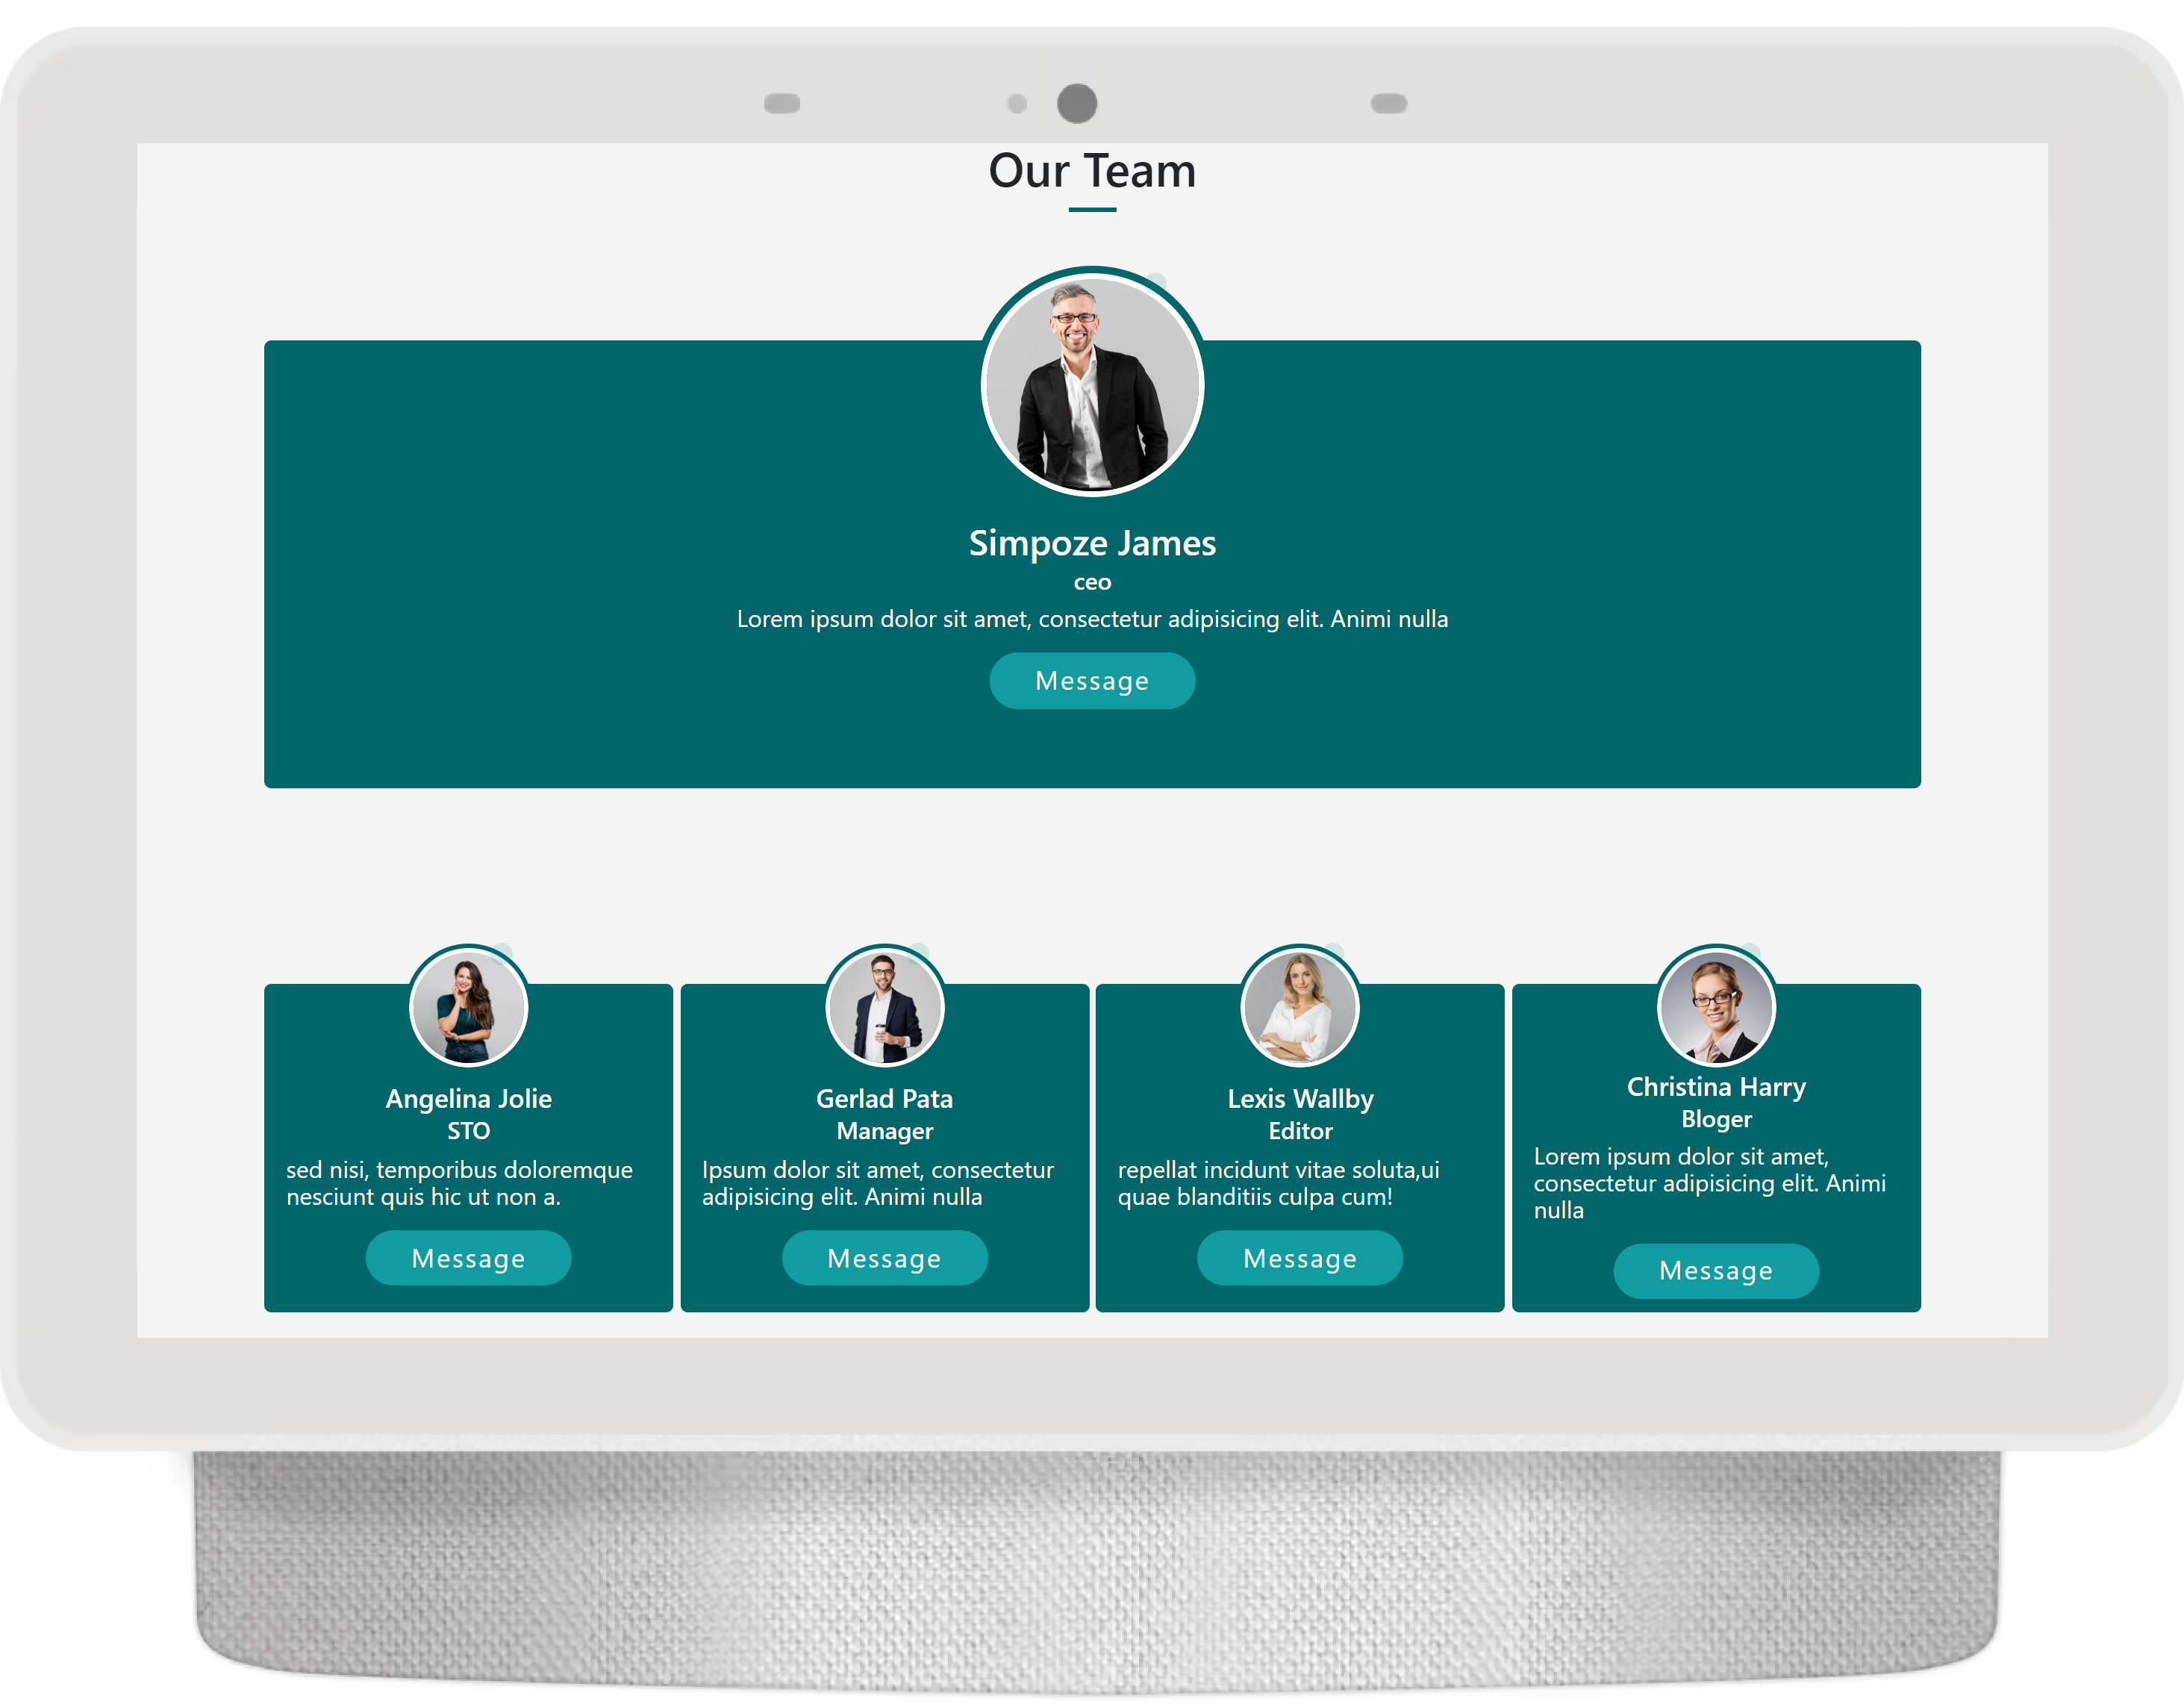 Our Team
Simpoze James
ceo
Lorem ipsum dolor sit amet, consectetur adipisicing elit. Animi nulla
Message
Angelina Jolie
STO
sed nisi, temporibus doloremque
nesciunt quis hic ut non a.
Message
Gerlad Pata
Manager
Ipsum dolor sit amet, consectetur
adipisicing elit. Animi nulla
Message
Lexis Wallby
Editor
repellat incidunt vitae soluta,ui
quae blanditiis culpa cum!
Message
Christina Harry
Bloger
Lorem ipsum dolor sit amet,
consectetur adipisicing elit. Animi
nulla
Message